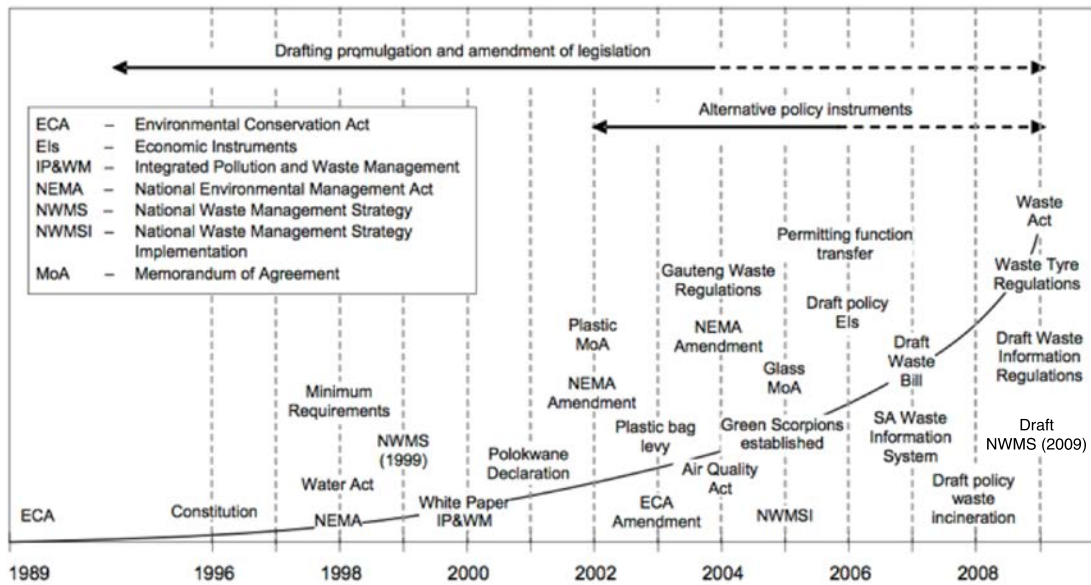 Drafting promulgation and amendment of legislation
Alternative policy instruments
ECA – Environmental Conservation Act
EIs – Economic Instruments
IP&WM – Integrated Pollution and Waste Management
NEMA – National Environmental Management Act
NWMS – National Waste Management Strategy
NWMSI – National Waste Management Strategy
Implementation
MoA – Memorandum of Agreement
ECA
Constitution
Minimum
Requirements
Water Act
NEMA
NWMS
(1999)
White Paper
IP&WM
Polokwane
Declaration
Plastic
MoA
NEMA
Amendment
Plastic bag
levy
ECA
Amendment
Gauteng Waste
Regulations
NEMA
Amendment
Air Quality
Act
Glass
MoA
Green Scorpions
established
NWMSI
Permitting function
transfer
Draft policy
EIs
Draft
Waste
Bill
SA Waste
Information
System
Draft policy
waste
incineration
Waste
Act
Waste Tyre
Regulations
Draft Waste
Information
Regulations
Draft
NWMS (2009)
1989
1996
1998
2000
2002
2004
2006
2008